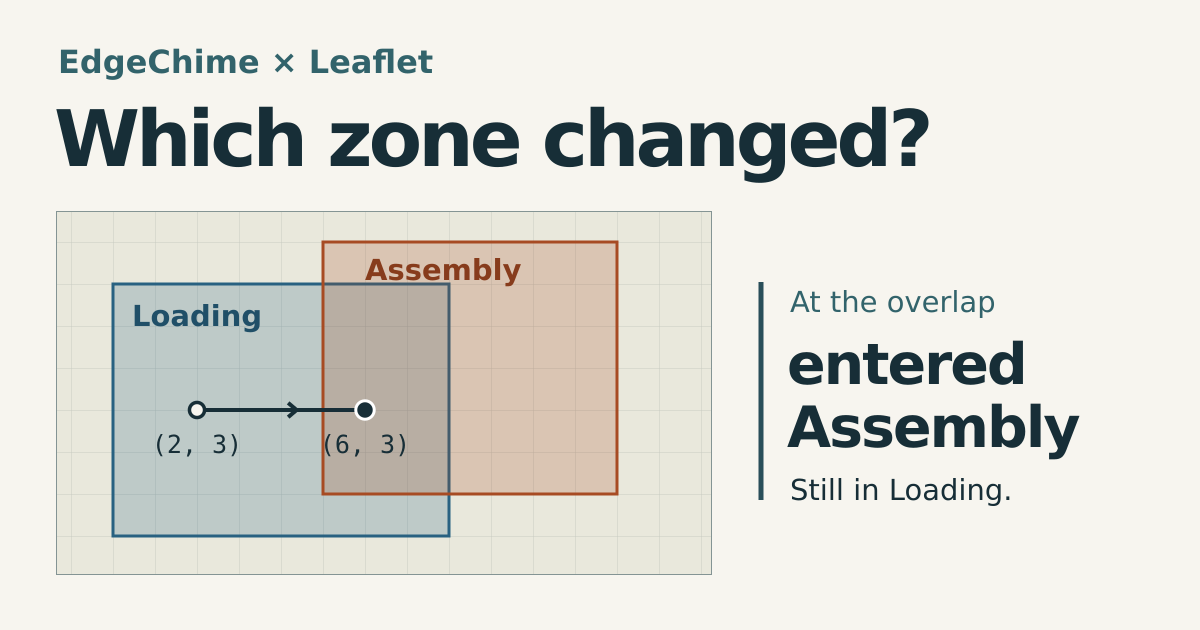 EdgeChime × Leaflet
Which zone changed?
Assembly
Loading
(2, 3)
(6, 3)
At the overlap
entered
Assembly
Still in Loading.